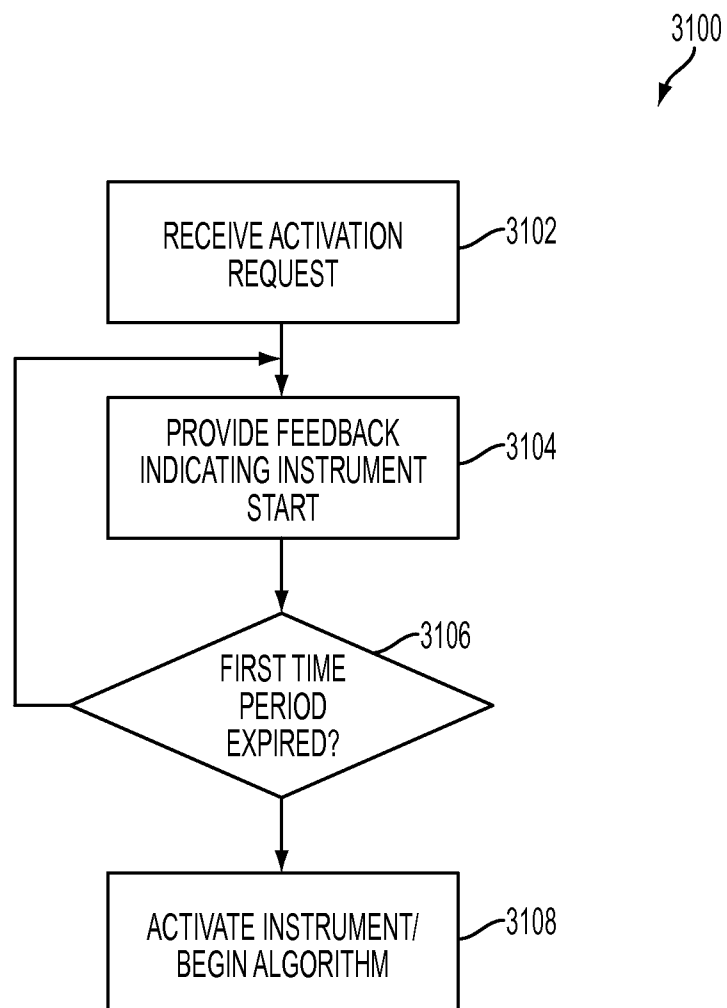 3100
RECEIVE ACTIVATION
REQUEST
3102
PROVIDE FEEDBACK
INDICATING INSTRUMENT
START
3104
FIRST TIME
PERIOD
EXPIRED?
3106
ACTIVATE INSTRUMENT/
BEGIN ALGORITHM
3108